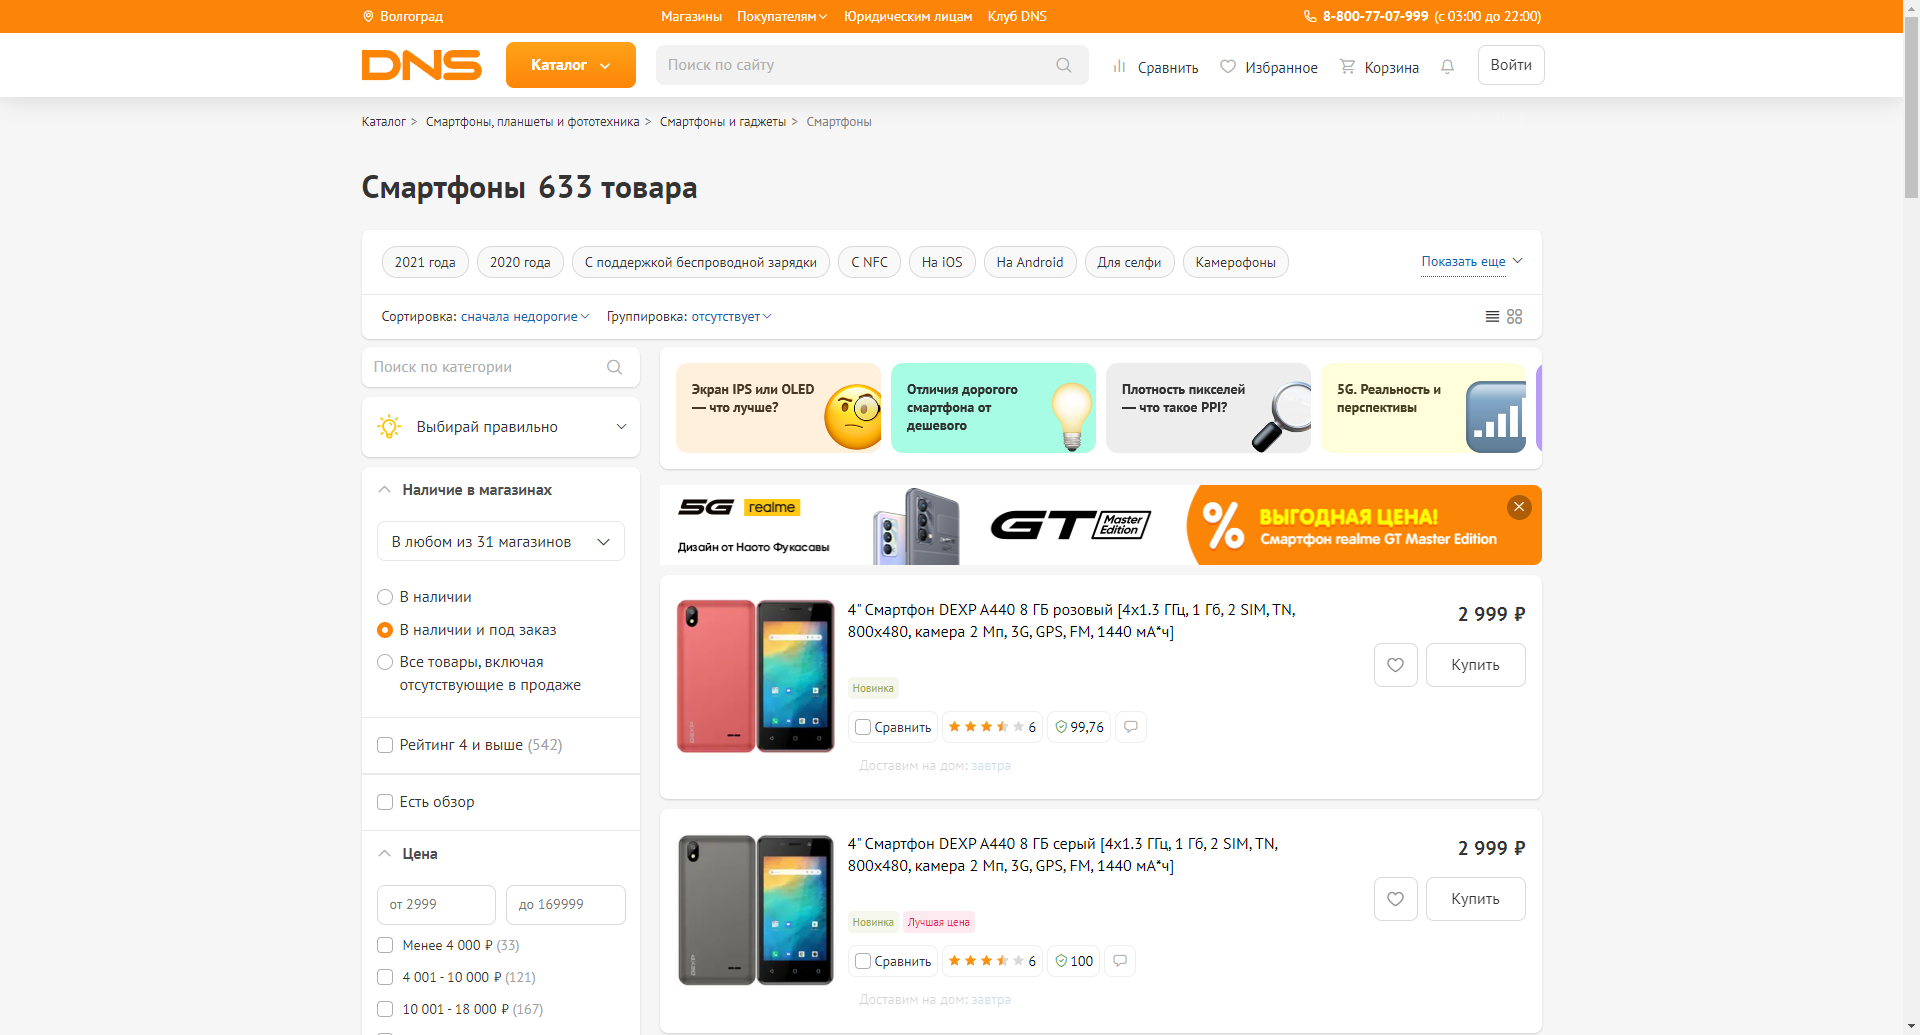 Волгоград
Магазины Покупателям Юридическим лицам Клуб DNS
8-800-77-07-999 (с 03:00 до 22:00)
DNS
Каталог
Поиск по сайту
Сравнить Избранное Корзина Войти
Каталог > Смартфоны, планшеты и фототехника > Смартфоны и гаджеты > Смартфоны
Смартфоны 633 товара
2021 года 2020 года С поддержкой беспроводной зарядки С NFC На iOS На Android Для селфи Камерофоны Показать еще
Сортировка: сначала недорогие Группировка: отсутствует
Поиск по категории
Выбирай правильно
Наличие в магазинах
В любом из 31 магазинов
В наличии
В наличии и под заказ
Все товары, включая
отсутствующие в продаже
Рейтинг 4 и выше (542)
Есть обзор
Цена
от 2999 до 169999
Менее 4 000 ₽ (33)
4 001 - 10 000 ₽ (121)
10 001 - 18 000 ₽ (167)
Экран IPS или OLED
— что лучше?
Отличия дорогого
смартфона от
дешевого
Плотность пикселей
— что такое PPI?
5G. Реальность и
перспективы
5G realme
Дизайн от Наото Фукасавы
GT Master
Edition
% ВЫГОДНАЯ ЦЕНА!
Смартфон realme GT Master Edition
4" Смартфон DEXP A440 8 ГБ розовый [4x1.3 ГГц, 1 Гб, 2 SIM, TN,
800x480, камера 2 Мп, 3G, GPS, FM, 1440 мА*ч]
2 999 ₽
Купить
Новинка
Сравнить 6 99,76
Доставим на дом: завтра
4" Смартфон DEXP A440 8 ГБ серый [4x1.3 ГГц, 1 Гб, 2 SIM, TN,
800x480, камера 2 Мп, 3G, GPS, FM, 1440 мА*ч]
2 999 ₽
Купить
Новинка Лучшая цена
Сравнить 6 100
Доставим на дом: завтра